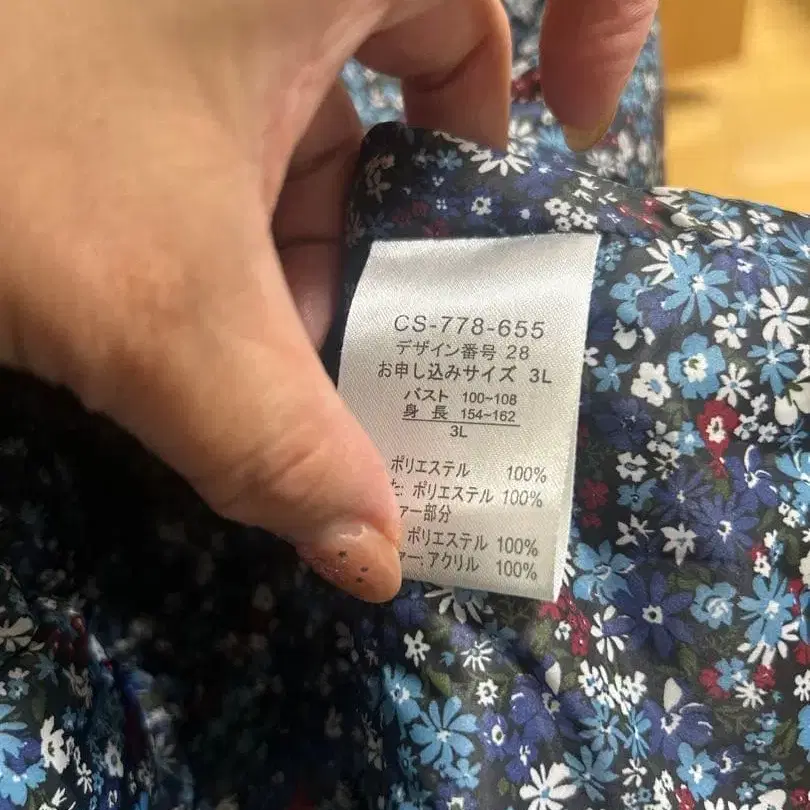 CS-778-655
デザイン番号 28
お申し込みサイズ 3L
バスト 100~108
身長 154~162
3L
ポリエステル 100%
た: ポリエステル 100%
ァー部分
ポリエステル 100%
ァー: アクリル 100%